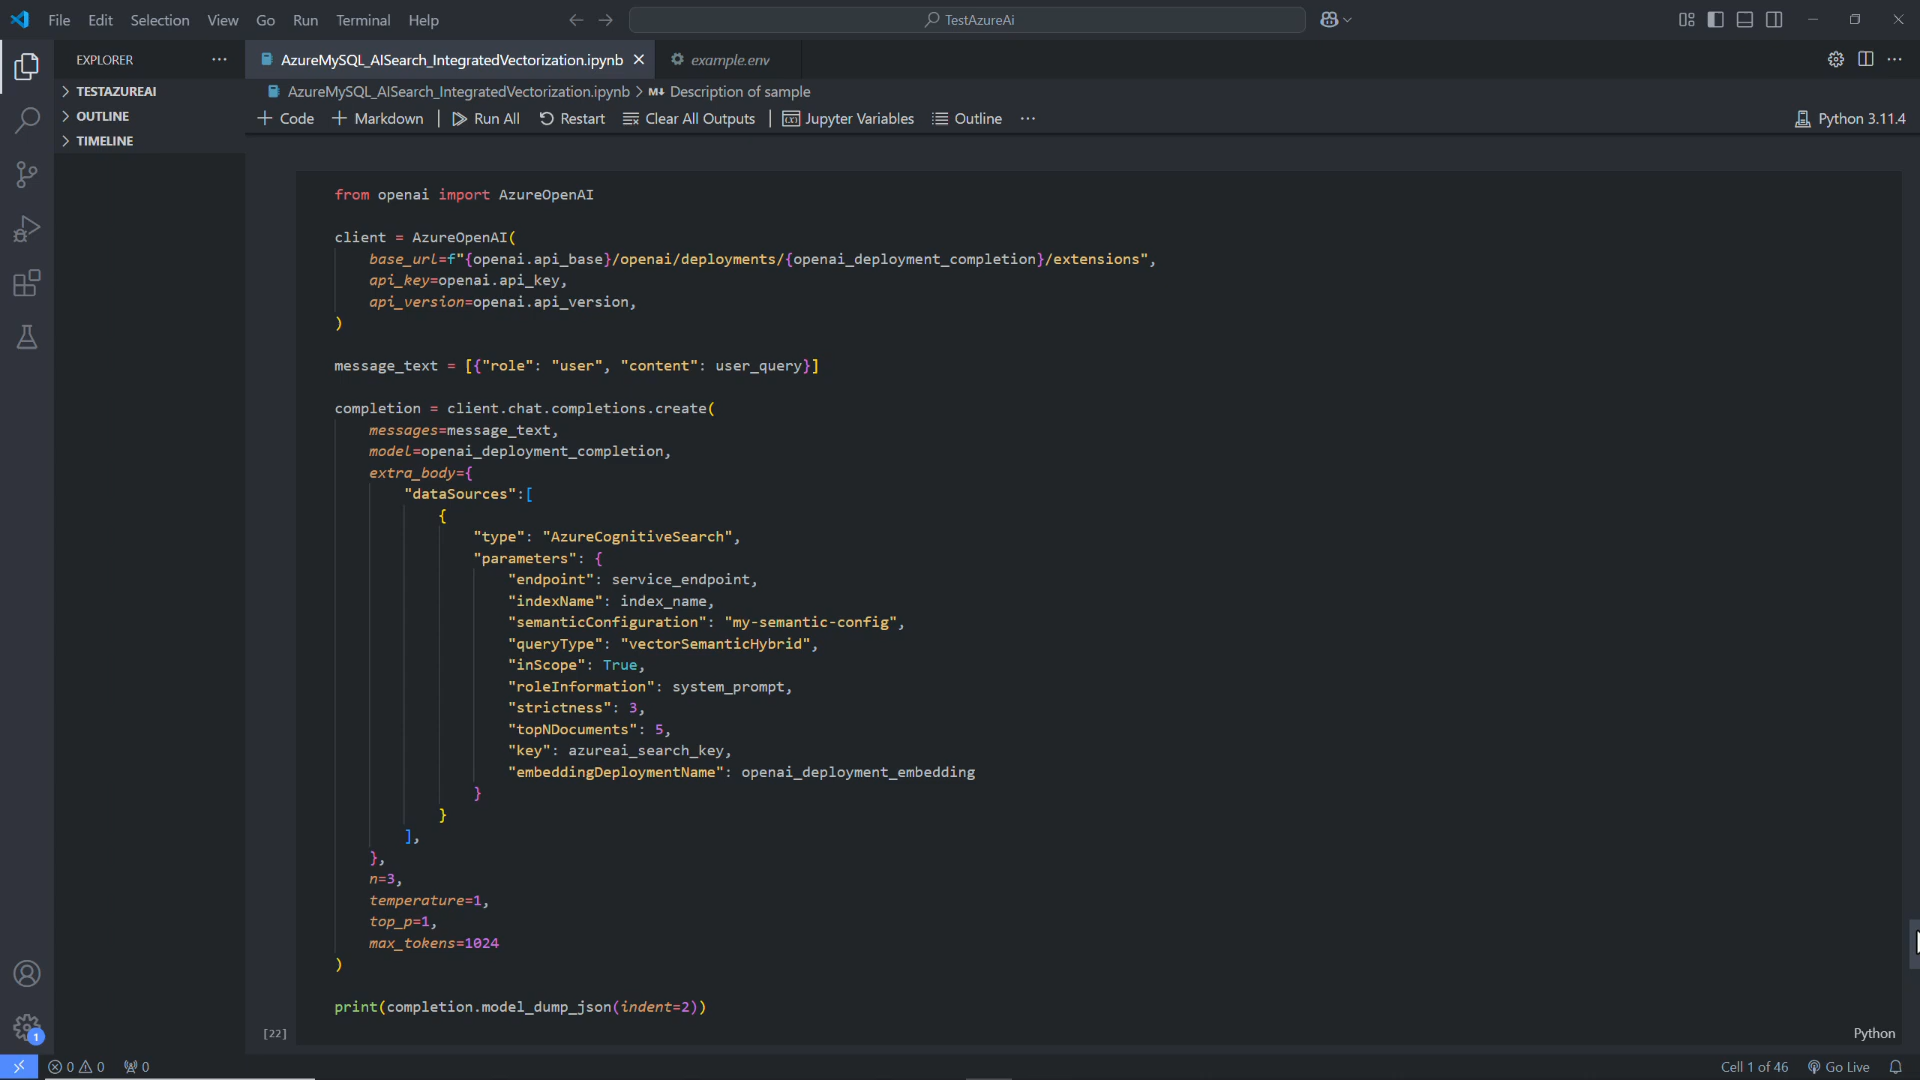 File Edit Selection View Go Run Terminal Help
TestAzureAi
EXPLORER
AzureMySQL_AISearch_IntegratedVectorization.ipynb
example.env
TESTAZUREAI
OUTLINE
TIMELINE
AzureMySQL_AISearch_IntegratedVectorization.ipynb > M↓ Description of sample
+ Code + Markdown | Run All Restart Clear All Outputs | Jupyter Variables Outline ...
Python 3.11.4
from openai import AzureOpenAI
client = AzureOpenAI(
base_url=f"{openai.api_base}/openai/deployments/{openai_deployment_completion}/extensions",
api_key=openai.api_key,
api_version=openai.api_version,
)
message_text = [{"role": "user", "content": user_query}]
completion = client.chat.completions.create(
messages=message_text,
model=openai_deployment_completion,
extra_body={
"dataSources":[
{
"type": "AzureCognitiveSearch",
"parameters": {
"endpoint": service_endpoint,
"indexName": index_name,
"semanticConfiguration": "my-semantic-config",
"queryType": "vectorSemanticHybrid",
"inScope": True,
"roleInformation": system_prompt,
"strictness": 3,
"topNDocuments": 5,
"key": azureai_search_key,
"embeddingDeploymentName": openai_deployment_embedding
}
}
],
},
n=3,
temperature=1,
top_p=1,
max_tokens=1024
)
print(completion.model_dump_json(indent=2))
[22]
Python
1
0 0 0
Cell 1 of 46
Go Live